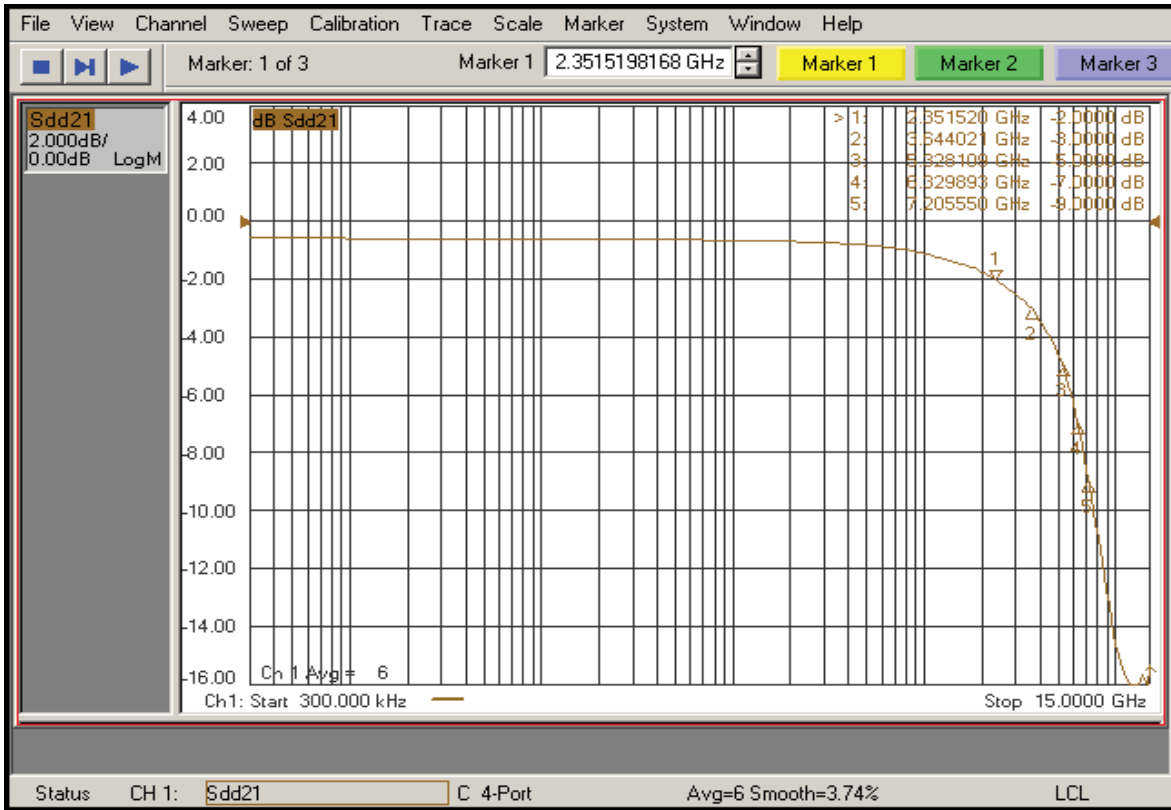 File View Channel Sweep Calibration Trace Scale Marker System Window Help
Marker: 1 of 3 Marker 1 2.3515198168 GHz Marker 1 Marker 2 Marker 3
Sdd21
2.000dB/
0.00dB LogM
4.00
2.00
0.00
-2.00
-4.00
-6.00
-8.00
-10.00
-12.00
-14.00
-16.00
dB Sdd21
> 1: 2.351520 GHz -2.0000 dB
2: 3.644021 GHz -3.0000 dB
3: 5.328109 GHz -5.0000 dB
4: 6.329893 GHz -7.0000 dB
5: 7.205550 GHz -9.0000 dB
1
2
3
4
5
Ch 1 Avg = 6
Ch1: Start 300.000 kHz Stop 15.0000 GHz
Status CH 1: Sdd21 C 4-Port Avg=6 Smooth=3.74% LCL